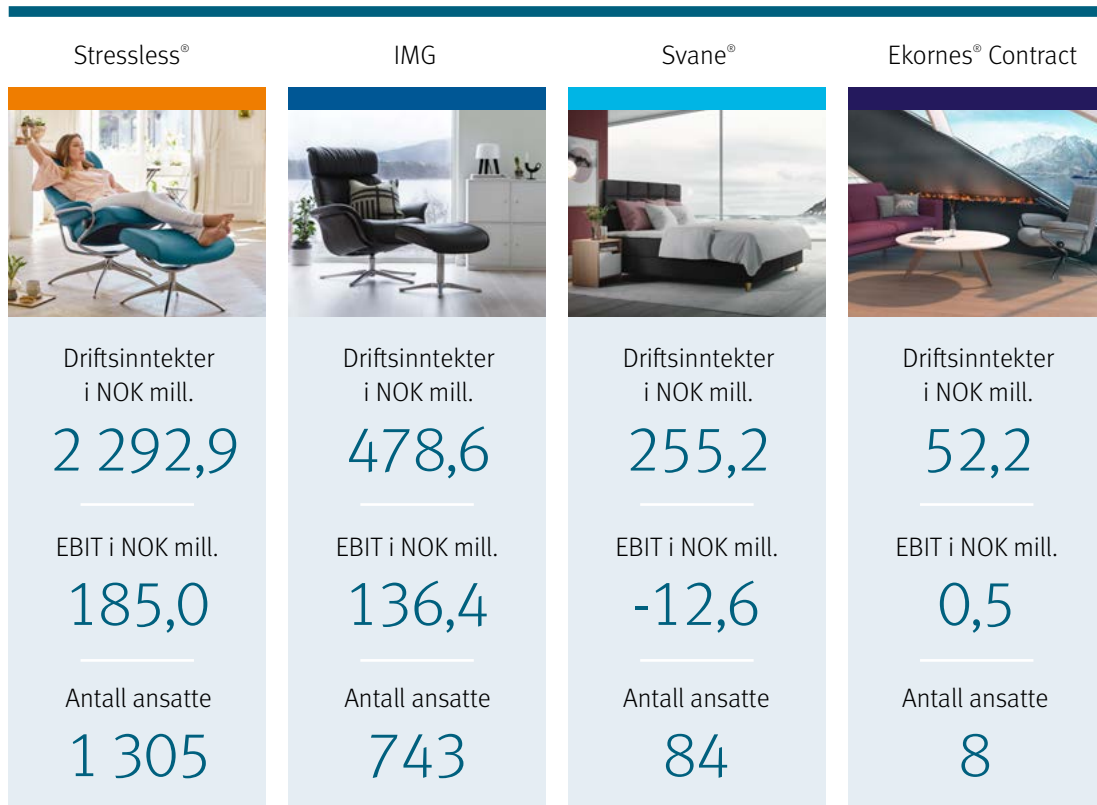 Stressless®
IMG
Svane®
Ekornes® Contract
Driftsinntekter
i NOK mill.
2 292,9
EBIT i NOK mill.
185,0
Antall ansatte
1 305
Driftsinntekter
i NOK mill.
478,6
EBIT i NOK mill.
136,4
Antall ansatte
743
Driftsinntekter
i NOK mill.
255,2
EBIT i NOK mill.
-12,6
Antall ansatte
84
Driftsinntekter
i NOK mill.
52,2
EBIT i NOK mill.
0,5
Antall ansatte
8